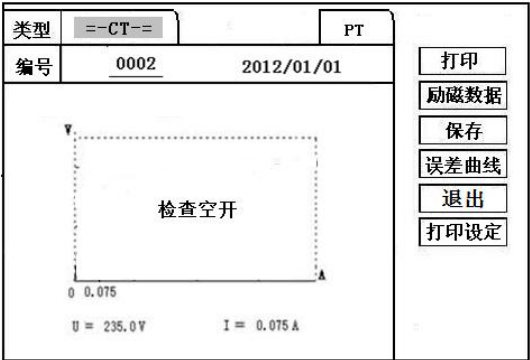 类型 =-CT-= PT
编号 0002 2012/01/01
打印
励磁数据
保存
误差曲线
退出
打印设定
V
检查空开
A
0 0.075
U = 235.0V I = 0.075A